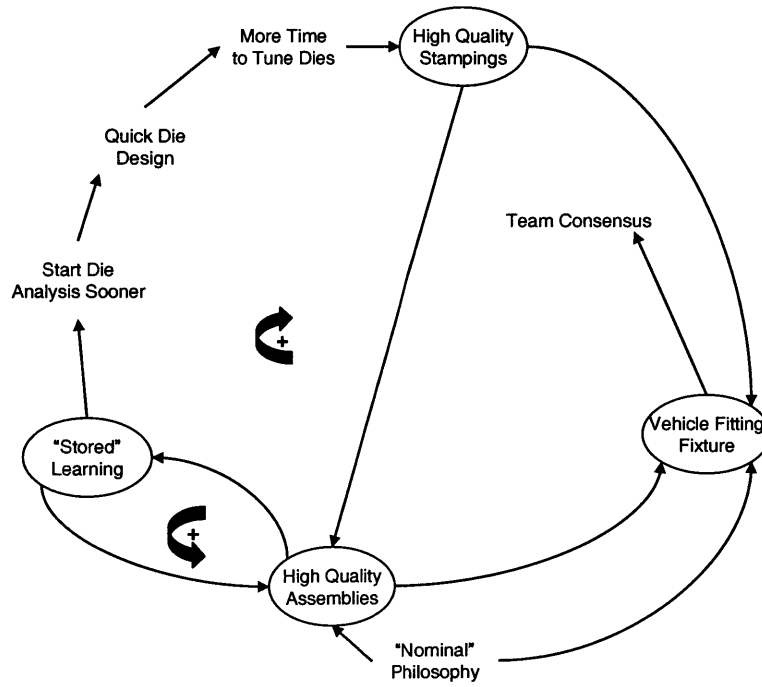 More Time
to Tune Dies
High Quality
Stampings
Quick Die
Design
Team Consensus
Start Die
Analysis Sooner
+
Vehicle Fitting
Fixture
"Stored"
Learning
+
High Quality
Assemblies
"Nominal"
Philosophy